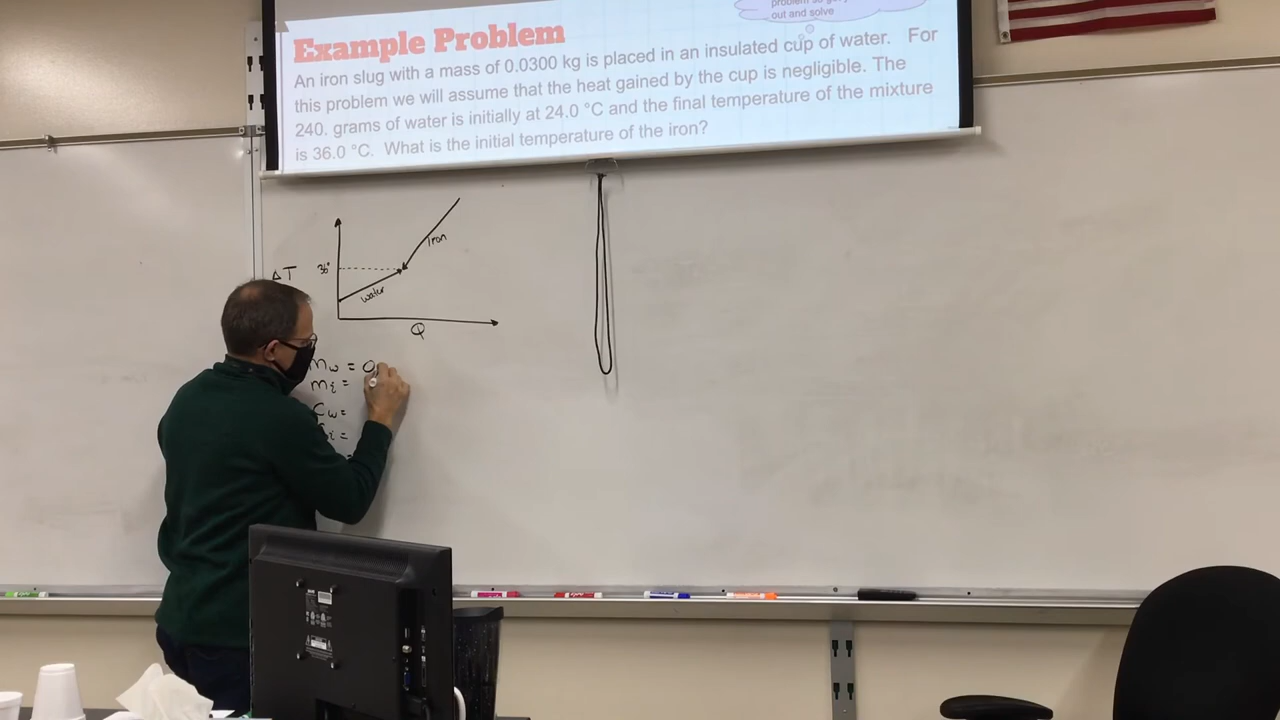 out and solve
Example Problem
An iron slug with a mass of 0.0300 kg is placed in an insulated cup of water. For
this problem we will assume that the heat gained by the cup is negligible. The
240. grams of water is initially at 24.0 °C and the final temperature of the mixture
is 36.0 °C. What is the initial temperature of the iron?
Iron
36°
ΔT
water
Q
mw = 0
mi =
Cw =